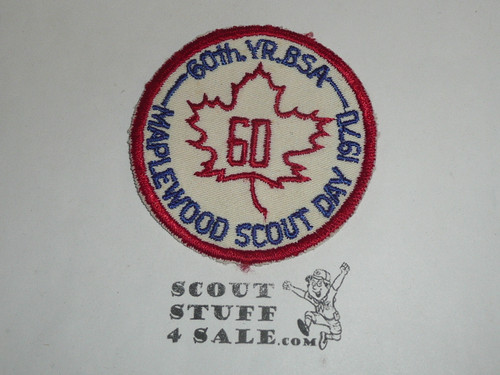 60th. YR. BSA
60
MAPLEWOOD SCOUT DAY 1970
SCOUT
STUFF
4 SALE.com